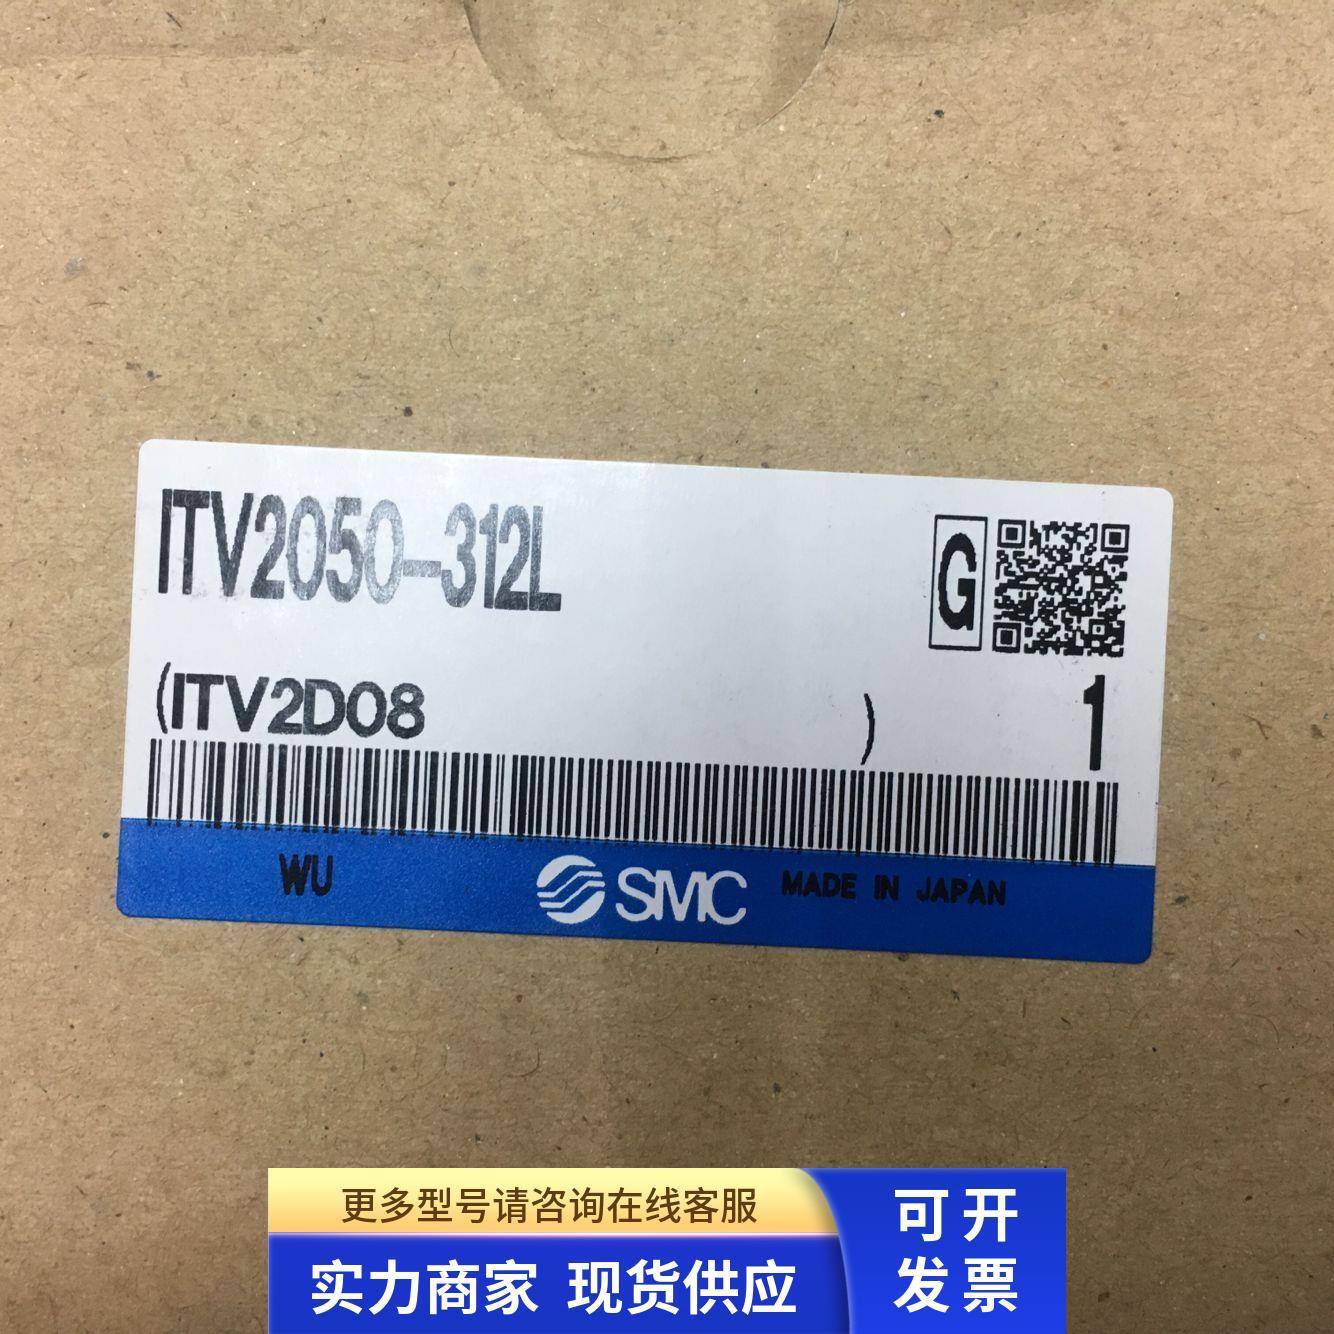 ITV2050-312L
G
(ITV2D08 )
1
WU
SMC
MADE IN JAPAN
更多型号请咨询在线客服
实力商家 现货供应
可开
发票